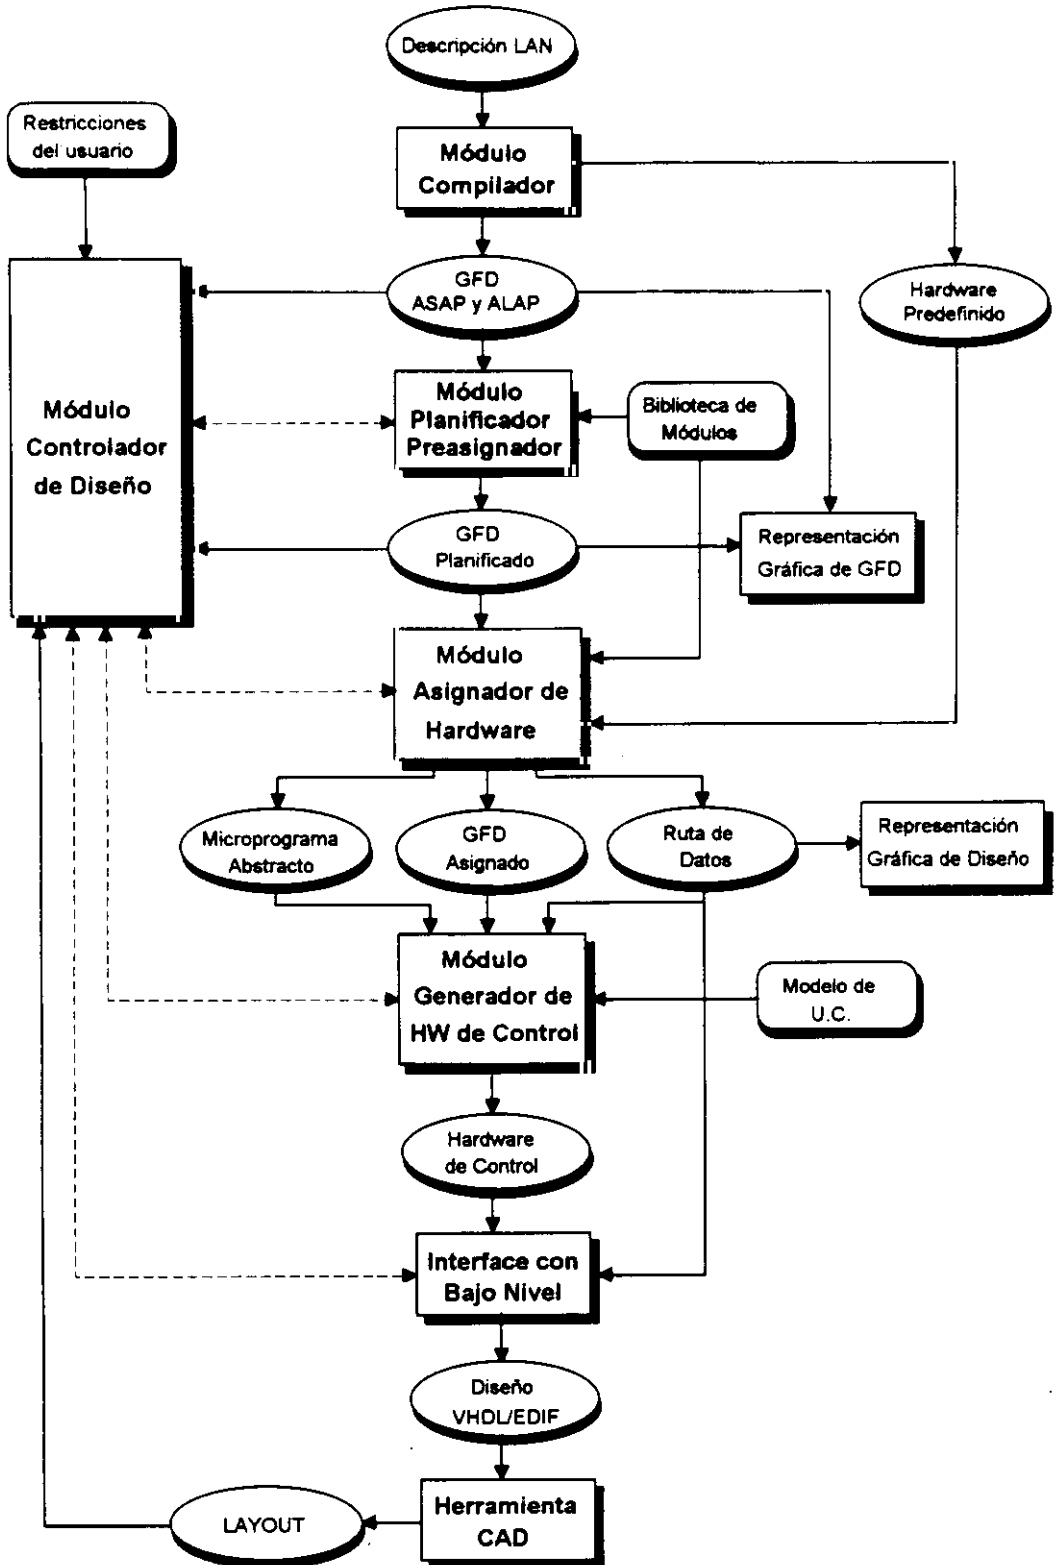 Descripción LAN
Restricciones
del usuario
Módulo
Compilador
GFD
ASAP y ALAP
Hardware
Predefinido
Módulo
Controlador
de Diseño
Módulo
Planificador
Preasignador
Biblioteca de
Módulos
GFD
Planificado
Representación
Gráfica de GFD
Módulo
Asignador de
Hardware
Microprograma
Abstracto
GFD
Asignado
Ruta de
Datos
Representación
Gráfica de Diseño
Módulo
Generador de
HW de Control
Modelo de
U.C.
Hardware
de Control
Interface con
Bajo Nivel
Diseño
VHDL/EDIF
Herramienta
CAD
LAYOUT